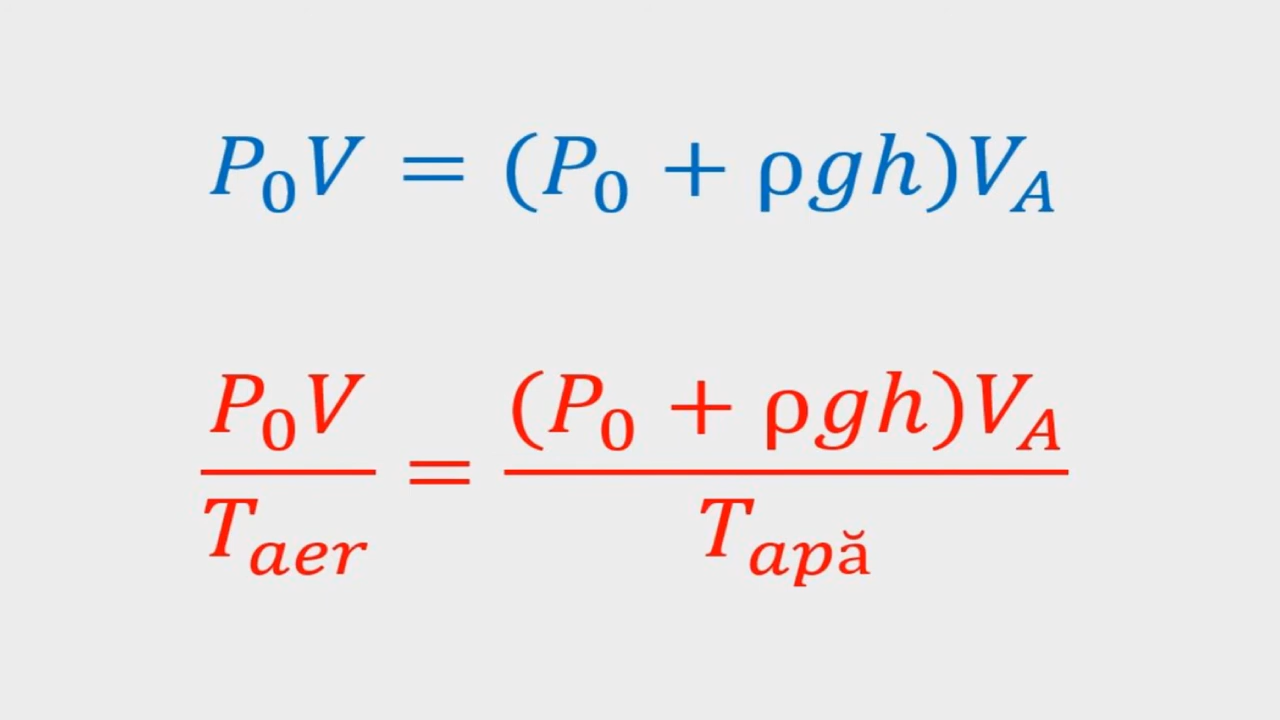 P₀V = (P₀ + ρgh)V_A
P₀V / T_aer = (P₀ + ρgh)V_A / T_apă